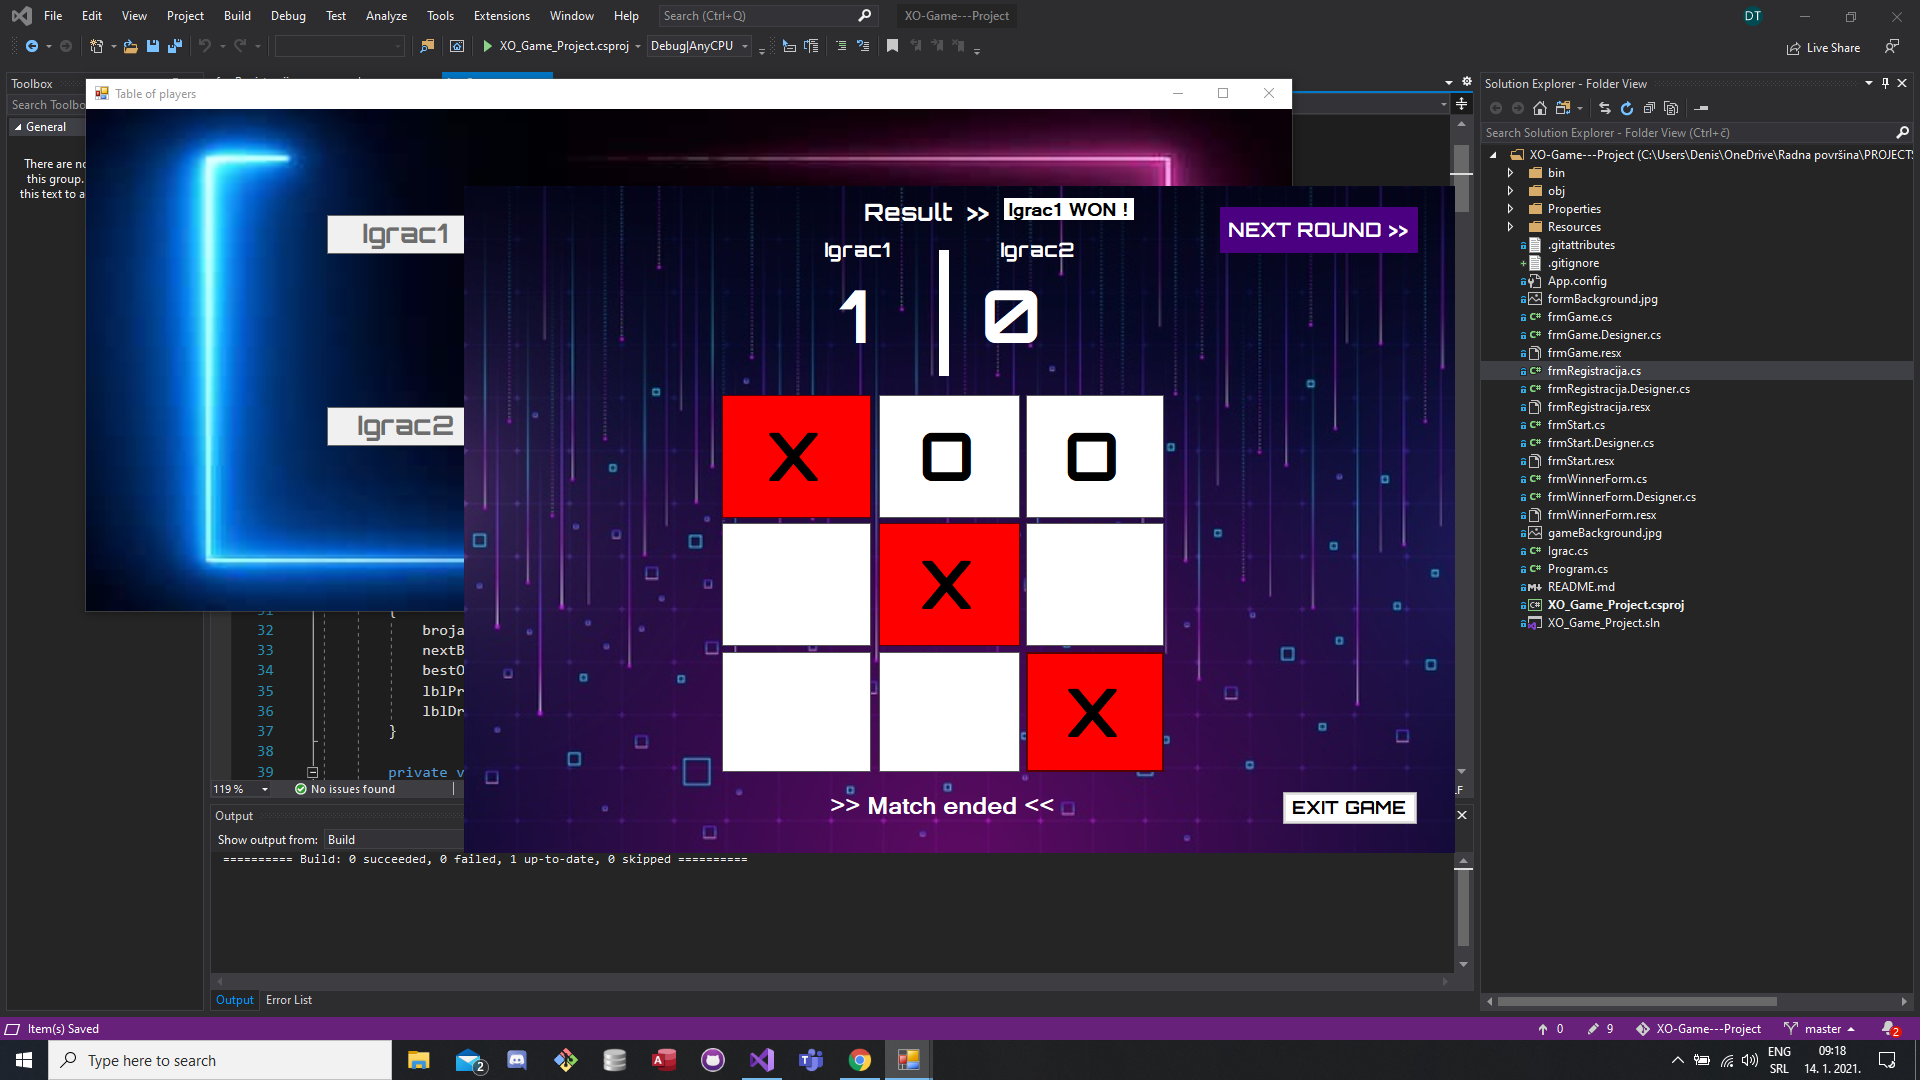 File Edit View Project Build Debug Test Analyze Tools Extensions Window Help Search (Ctrl+Q) XO-Game---Project DT
XO_Game_Project.csproj Debug|AnyCPU Live Share
Toolbox
Search Toolbo
General
There are no
this group.
this text to a
Table of players
Igrac1
Igrac2
Result >> Igrac1 WON !
NEXT ROUND >>
Igrac1 Igrac2
1 0
X O O
X
X
>> Match ended <<
EXIT GAME
32 broja
33 nextB
34 bestO
35 lblPr
36 lblDr
37 }
38
39 private v
119 % No issues found
Output
Show output from: Build
========== Build: 0 succeeded, 0 failed, 1 up-to-date, 0 skipped ==========
Output Error List
Solution Explorer - Folder View
Search Solution Explorer - Folder View (Ctrl+č)
XO-Game---Project (C:\Users\Denis\OneDrive\Radna površina\PROJECTS
bin
obj
Properties
Resources
.gitattributes
.gitignore
App.config
formBackground.jpg
frmGame.cs
frmGame.Designer.cs
frmGame.resx
frmRegistracija.cs
frmRegistracija.Designer.cs
frmRegistracija.resx
frmStart.cs
frmStart.Designer.cs
frmStart.resx
frmWinnerForm.cs
frmWinnerForm.Designer.cs
frmWinnerForm.resx
gameBackground.jpg
Igrac.cs
Program.cs
README.md
XO_Game_Project.csproj
XO_Game_Project.sln
Item(s) Saved 0 9 XO-Game---Project master 2
Type here to search 2 ENG SRL 09:18 14. 1. 2021.